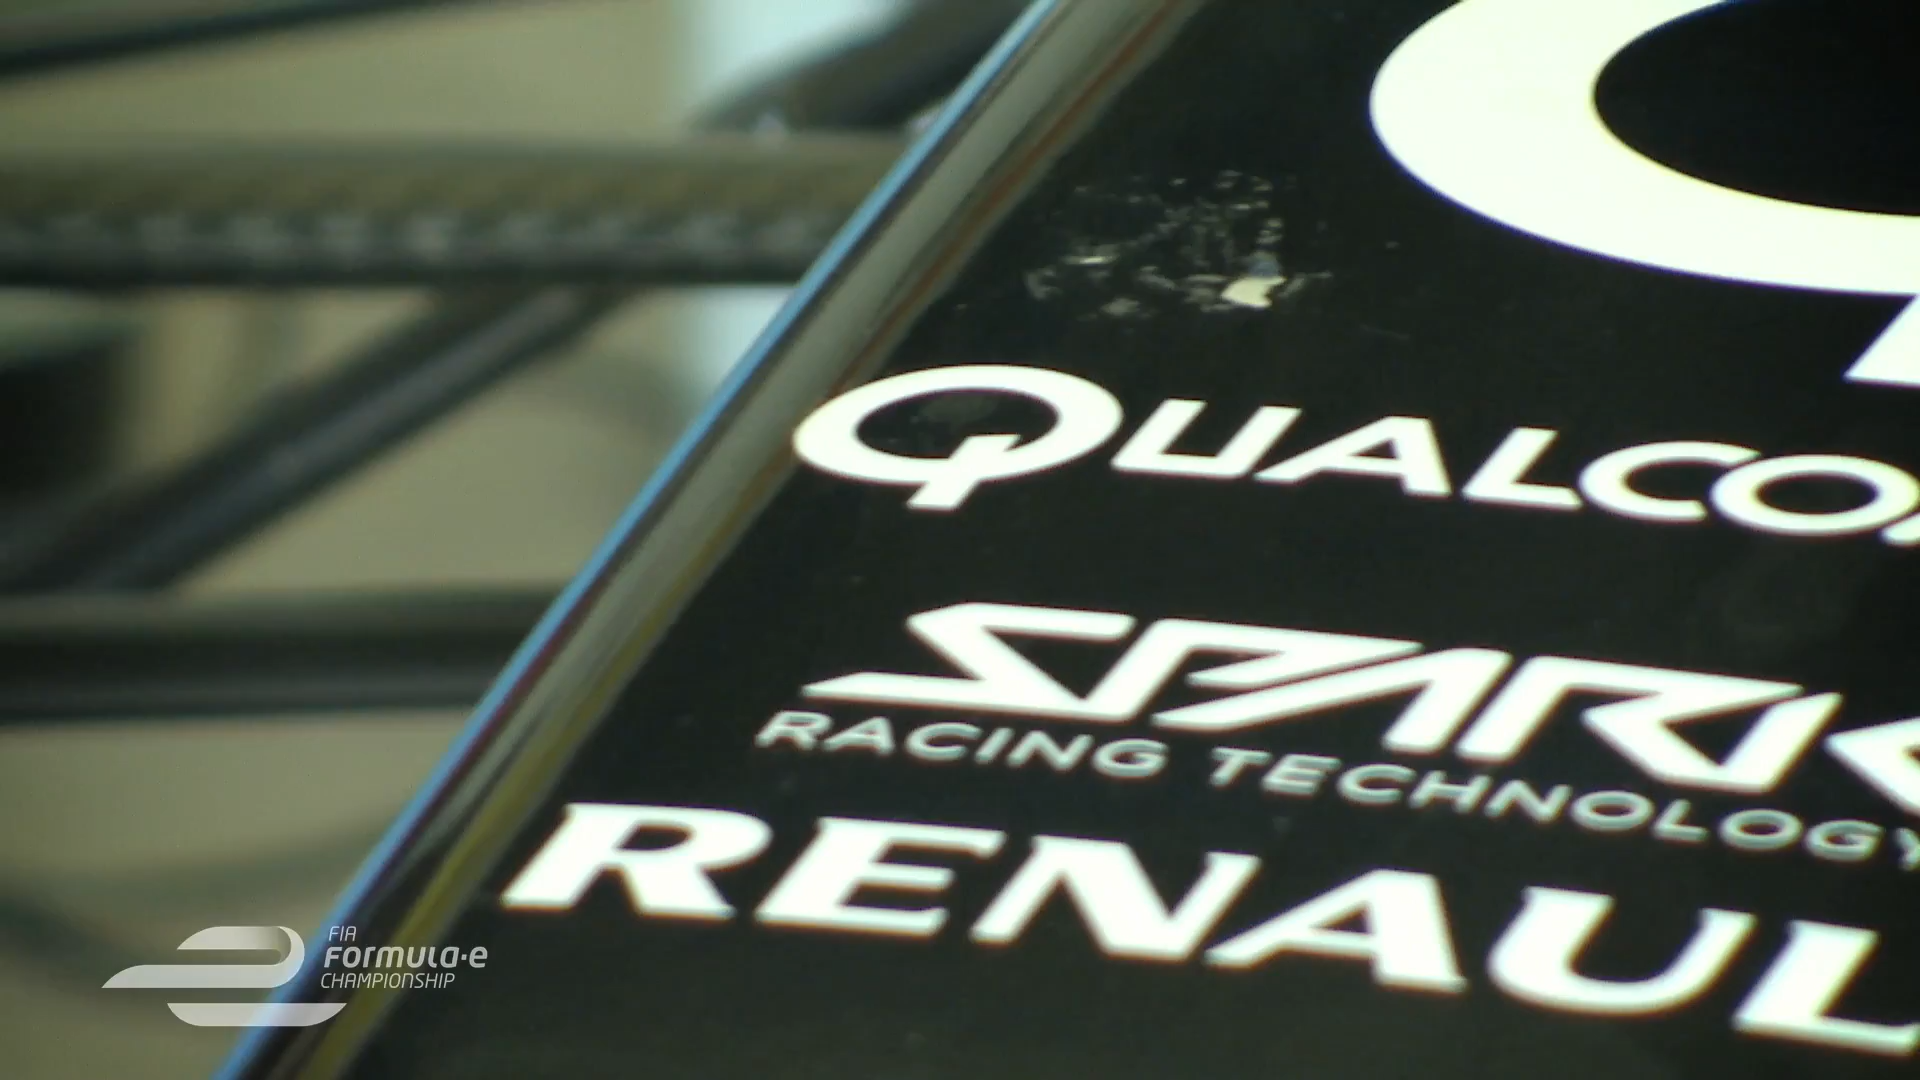 QUALCO
SPARK
RACING TECHNOLOGY
RENAUL
FIA
Formula-e
CHAMPIONSHIP